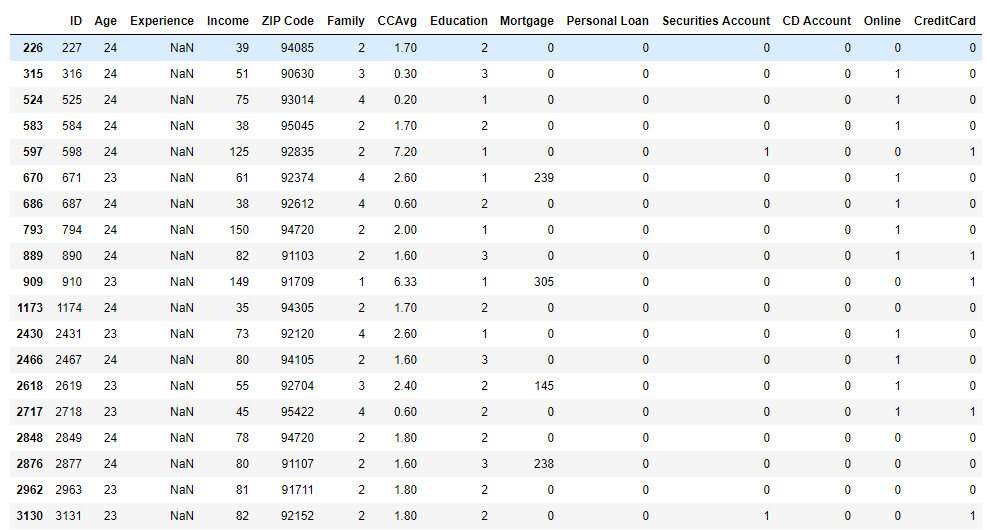 ID Age Experience Income ZIP Code Family CCAvg Education Mortgage Personal Loan Securities Account CD Account Online CreditCard
226 227 24 NaN 39 94085 2 1.70 2 0 0 0 0 0 0
315 316 24 NaN 51 90630 3 0.30 3 0 0 0 0 1 0
524 525 24 NaN 75 93014 4 0.20 1 0 0 0 0 1 0
583 584 24 NaN 38 95045 2 1.70 2 0 0 0 0 1 0
597 598 24 NaN 125 92835 2 7.20 1 0 0 1 0 0 1
670 671 23 NaN 61 92374 4 2.60 1 239 0 0 0 1 0
686 687 24 NaN 38 92612 4 0.60 2 0 0 0 0 1 0
793 794 24 NaN 150 94720 2 2.00 1 0 0 0 0 1 0
889 890 24 NaN 82 91103 2 1.60 3 0 0 0 0 1 1
909 910 23 NaN 149 91709 1 6.33 1 305 0 0 0 0 1
1173 1174 24 NaN 35 94305 2 1.70 2 0 0 0 0 0 0
2430 2431 23 NaN 73 92120 4 2.60 1 0 0 0 0 1 0
2466 2467 24 NaN 80 94105 2 1.60 3 0 0 0 0 1 0
2618 2619 23 NaN 55 92704 3 2.40 2 145 0 0 0 1 0
2717 2718 23 NaN 45 95422 4 0.60 2 0 0 0 0 1 1
2848 2849 24 NaN 78 94720 2 1.80 2 0 0 0 0 0 0
2876 2877 24 NaN 80 91107 2 1.60 3 238 0 0 0 0 0
2962 2963 23 NaN 81 91711 2 1.80 2 0 0 0 0 0 0
3130 3131 23 NaN 82 92152 2 1.80 2 0 0 1 0 0 1